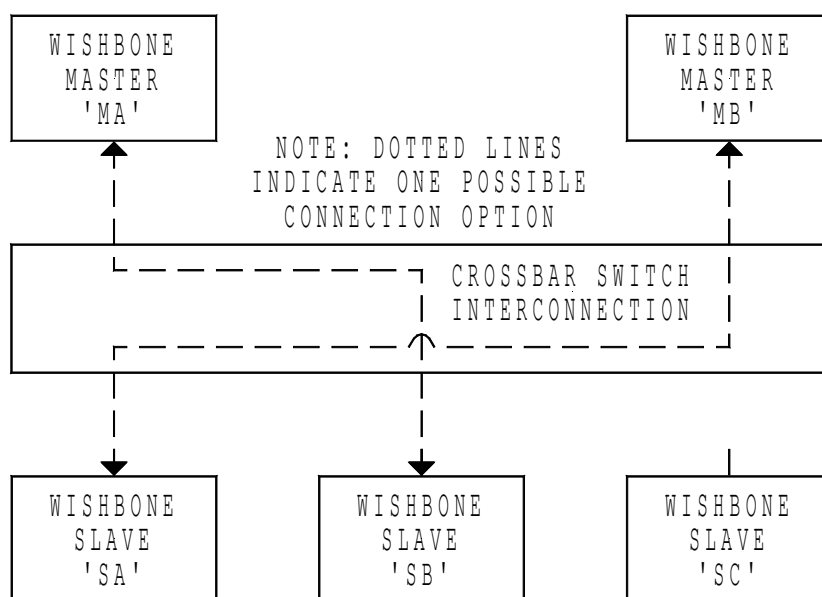 WISHBONE
MASTER
'MA'
WISHBONE
MASTER
'MB'
NOTE: DOTTED LINES
INDICATE ONE POSSIBLE
CONNECTION OPTION
CROSSBAR SWITCH
INTERCONNECTION
WISHBONE
SLAVE
'SA'
WISHBONE
SLAVE
'SB'
WISHBONE
SLAVE
'SC'